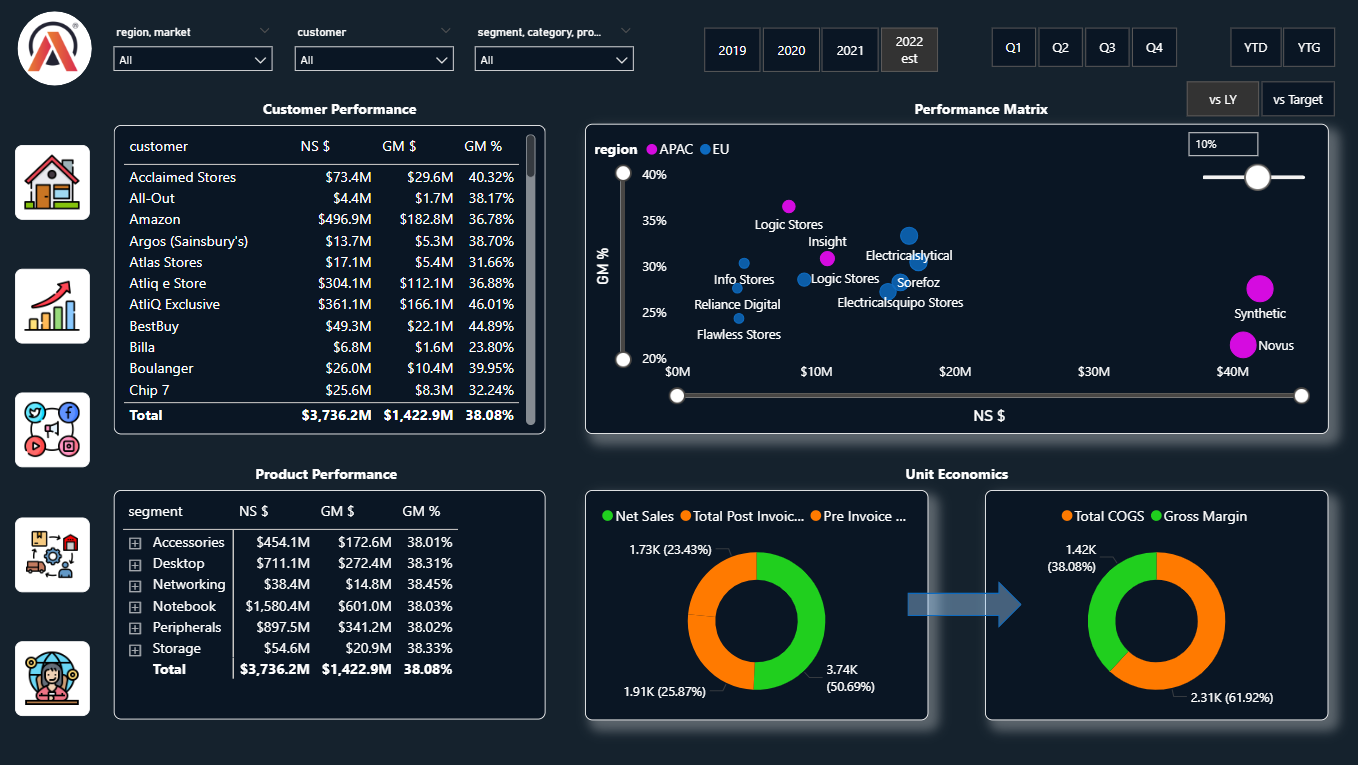 region, market
customer
segment, category, pro...
All
All
All
2019
2020
2021
2022
est
Q1
Q2
Q3
Q4
YTD
YTG
vs LY
vs Target
Customer Performance
customer NS $ GM $ GM %
Acclaimed Stores $73.4M $29.6M 40.32%
All-Out $4.4M $1.7M 38.17%
Amazon $496.9M $182.8M 36.78%
Argos (Sainsbury's) $13.7M $5.3M 38.70%
Atlas Stores $17.1M $5.4M 31.66%
Atliq e Store $304.1M $112.1M 36.88%
AtliQ Exclusive $361.1M $166.1M 46.01%
BestBuy $49.3M $22.1M 44.89%
Billa $6.8M $1.6M 23.80%
Boulanger $26.0M $10.4M 39.95%
Chip 7 $25.6M $8.3M 32.24%
Total $3,736.2M $1,422.9M 38.08%
Performance Matrix
region APAC EU
10%
GM %
40%
35%
30%
25%
20%
Logic Stores
Insight
Electricalslytical
Info Stores
Logic Stores
Sorefoz
Reliance Digital
Electricalsquipo Stores
Flawless Stores
Synthetic
Novus
$0M
$10M
$20M
$30M
$40M
NS $
Product Performance
segment NS $ GM $ GM %
Accessories $454.1M $172.6M 38.01%
Desktop $711.1M $272.4M 38.31%
Networking $38.4M $14.8M 38.45%
Notebook $1,580.4M $601.0M 38.03%
Peripherals $897.5M $341.2M 38.02%
Storage $54.6M $20.9M 38.33%
Total $3,736.2M $1,422.9M 38.08%
Unit Economics
Net Sales Total Post Invoic... Pre Invoice ...
1.73K (23.43%)
3.74K
(50.69%)
1.91K (25.87%)
Total COGS Gross Margin
1.42K
(38.08%)
2.31K (61.92%)